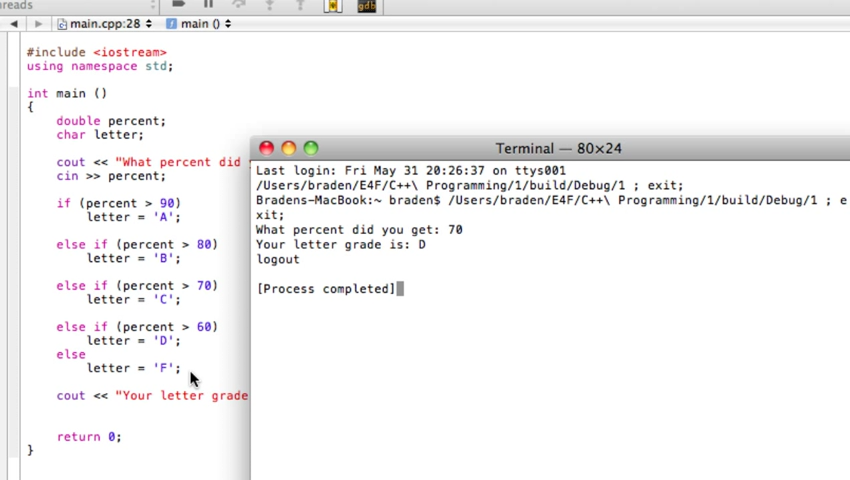 hreads
gdb
main.cpp:28
main ()
#include <iostream>
using namespace std;
int main ()
{
double percent;
char letter;
cout << "What percent did y
cin >> percent;
if (percent > 90)
letter = 'A';
else if (percent > 80)
letter = 'B';
else if (percent > 70)
letter = 'C';
else if (percent > 60)
letter = 'D';
else
letter = 'F';
cout << "Your letter grade
return 0;
}
Terminal — 80×24
Last login: Fri May 31 20:26:37 on ttys001
/Users/braden/E4F/C++\ Programming/1/build/Debug/1 ; exit;
Bradens-MacBook:~ braden$ /Users/braden/E4F/C++\ Programming/1/build/Debug/1 ; e
xit;
What percent did you get: 70
Your letter grade is: D
logout
[Process completed]